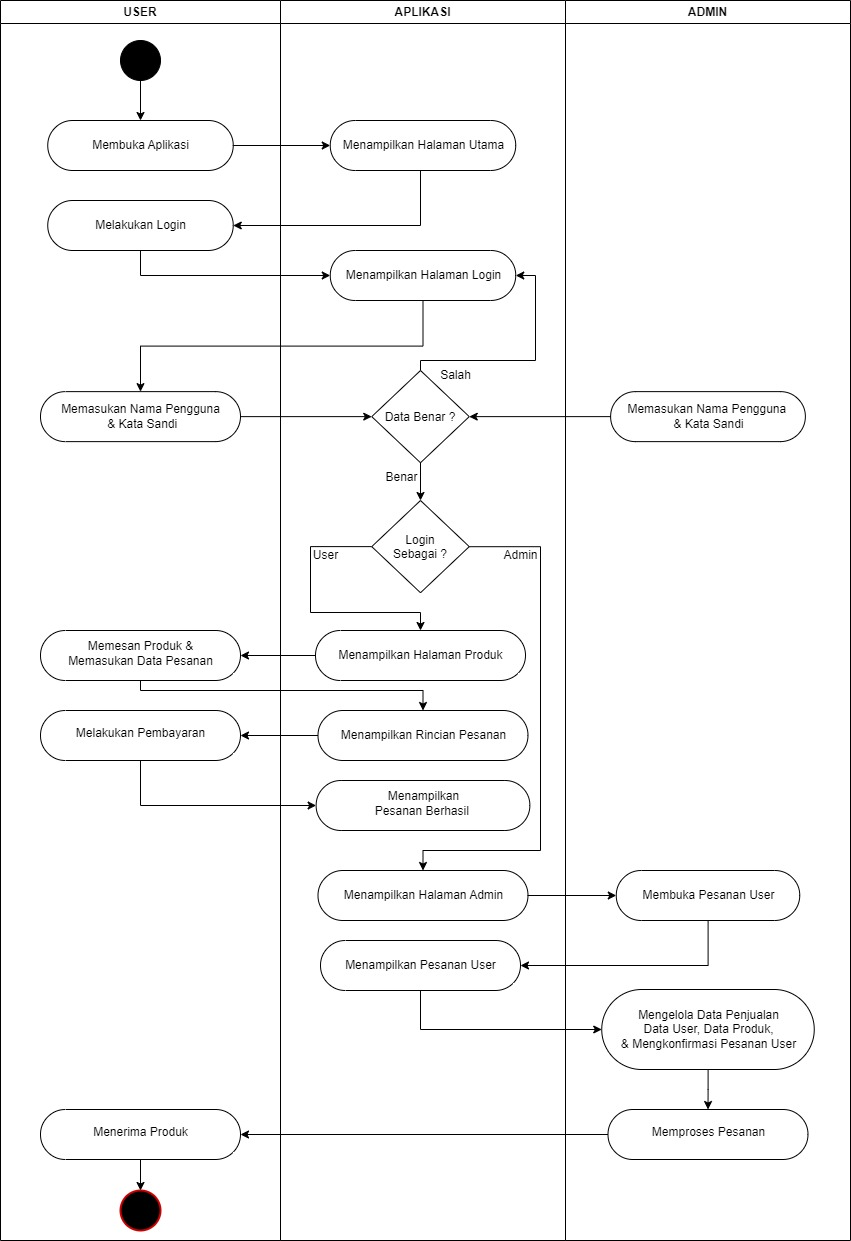 USER
APLIKASI
ADMIN
Membuka Aplikasi
Menampilkan Halaman Utama
Melakukan Login
Menampilkan Halaman Login
Salah
Memasukan Nama Pengguna
& Kata Sandi
Data Benar ?
Memasukan Nama Pengguna
& Kata Sandi
Benar
Login
Sebagai ?
User
Admin
Memesan Produk &
Memasukan Data Pesanan
Menampilkan Halaman Produk
Melakukan Pembayaran
Menampilkan Rincian Pesanan
Menampilkan
Pesanan Berhasil
Menampilkan Halaman Admin
Membuka Pesanan User
Menampilkan Pesanan User
Mengelola Data Penjualan
Data User, Data Produk,
& Mengkonfirmasi Pesanan User
Menerima Produk
Memproses Pesanan